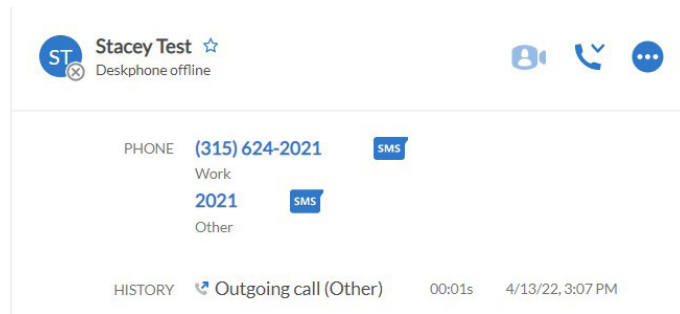 ST
Stacey Test
Deskphone offline
PHONE (315) 624-2021 SMS
Work
2021 SMS
Other
HISTORY Outgoing call (Other) 00:01s 4/13/22, 3:07 PM